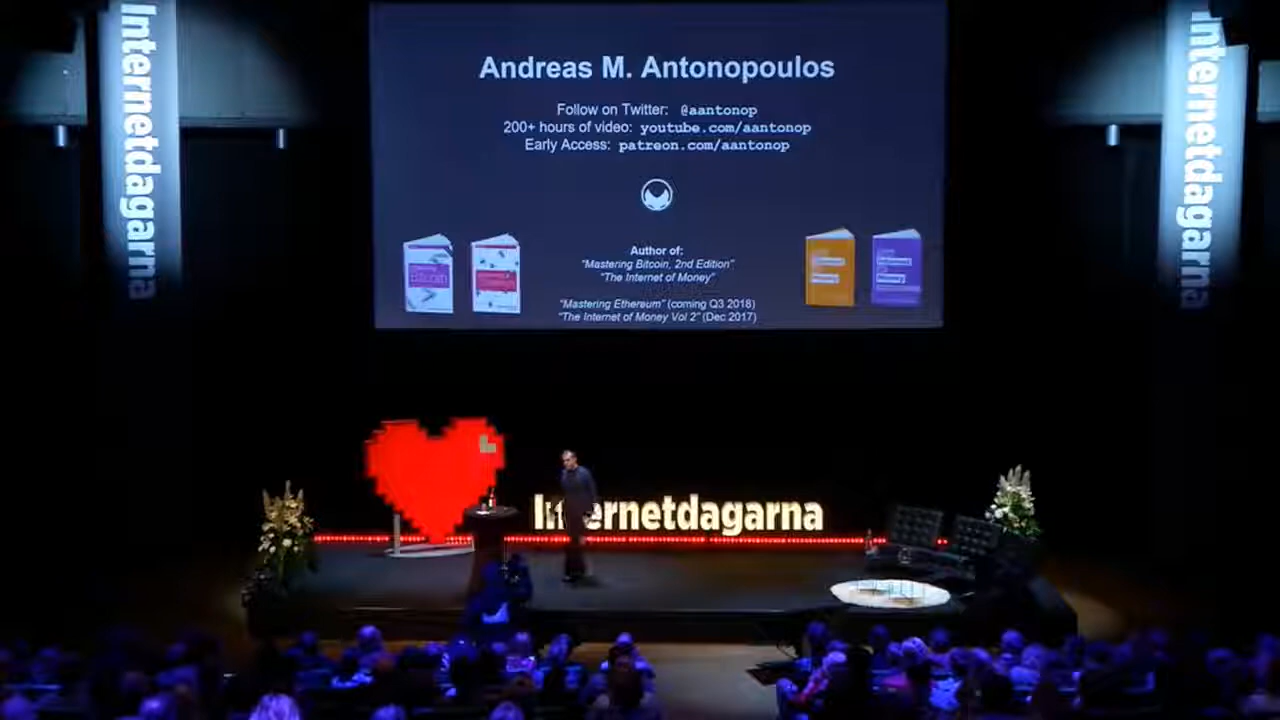 Internetdagarna
Internetdagarna
Andreas M. Antonopoulos
Follow on Twitter: @aantonop
200+ hours of video: youtube.com/aantonop
Early Access: patreon.com/aantonop
Author of:
“Mastering Bitcoin, 2nd Edition”
“The Internet of Money”
“Mastering Ethereum” (coming Q3 2018)
“The Internet of Money Vol 2” (Dec 2017)
Bitcoin
Internetdagarna